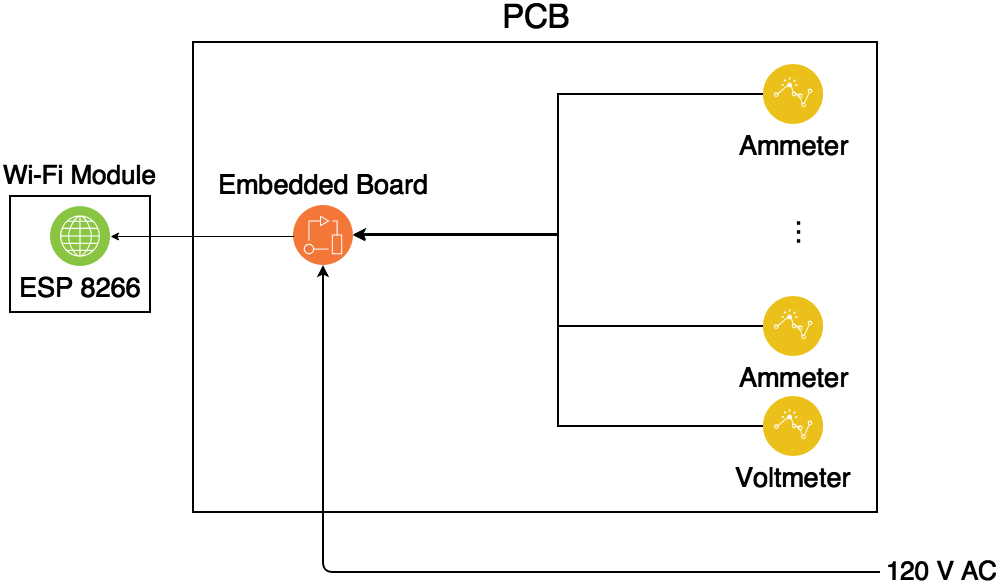 PCB
Ammeter
Wi-Fi Module
Embedded Board
ESP 8266
Ammeter
Voltmeter
120 V AC